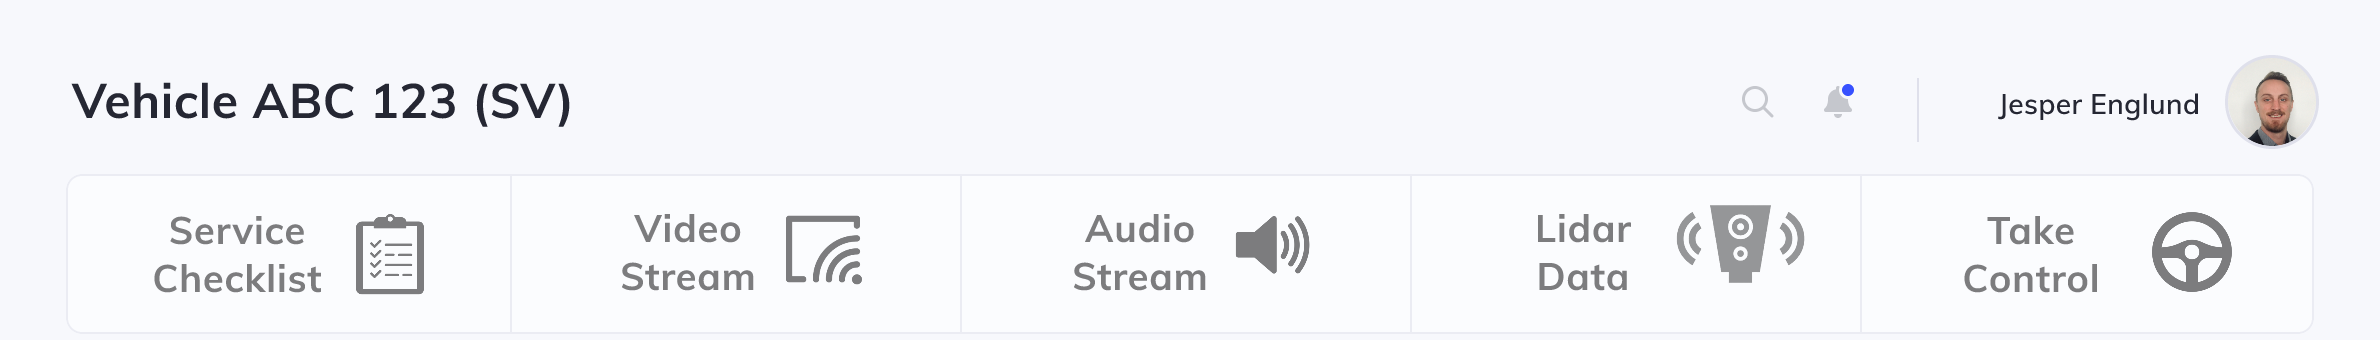 Vehicle ABC 123 (SV)
Jesper Englund
Service
Checklist
Video
Stream
Audio
Stream
Lidar
Data
Take
Control